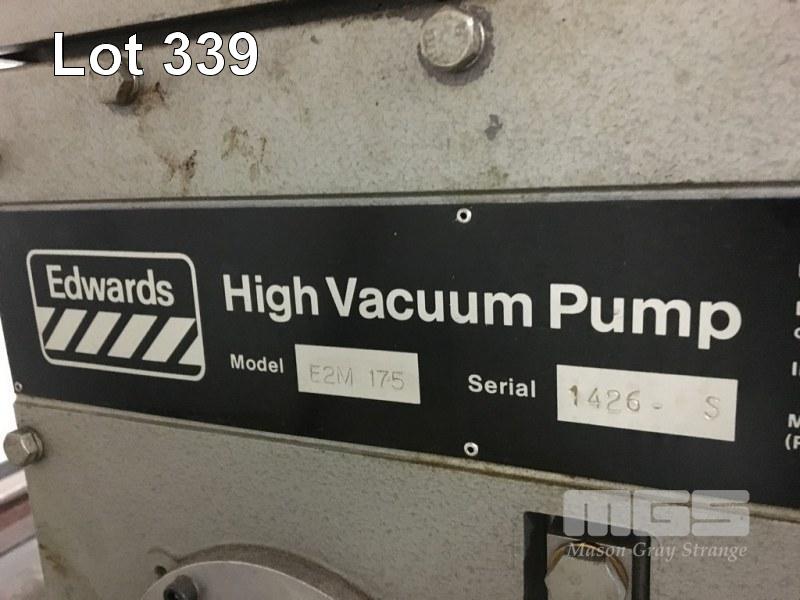 Lot 339
Edwards
High Vacuum Pump
Model E2M 175 Serial 1426- S
MGS
Mason Gray Strange